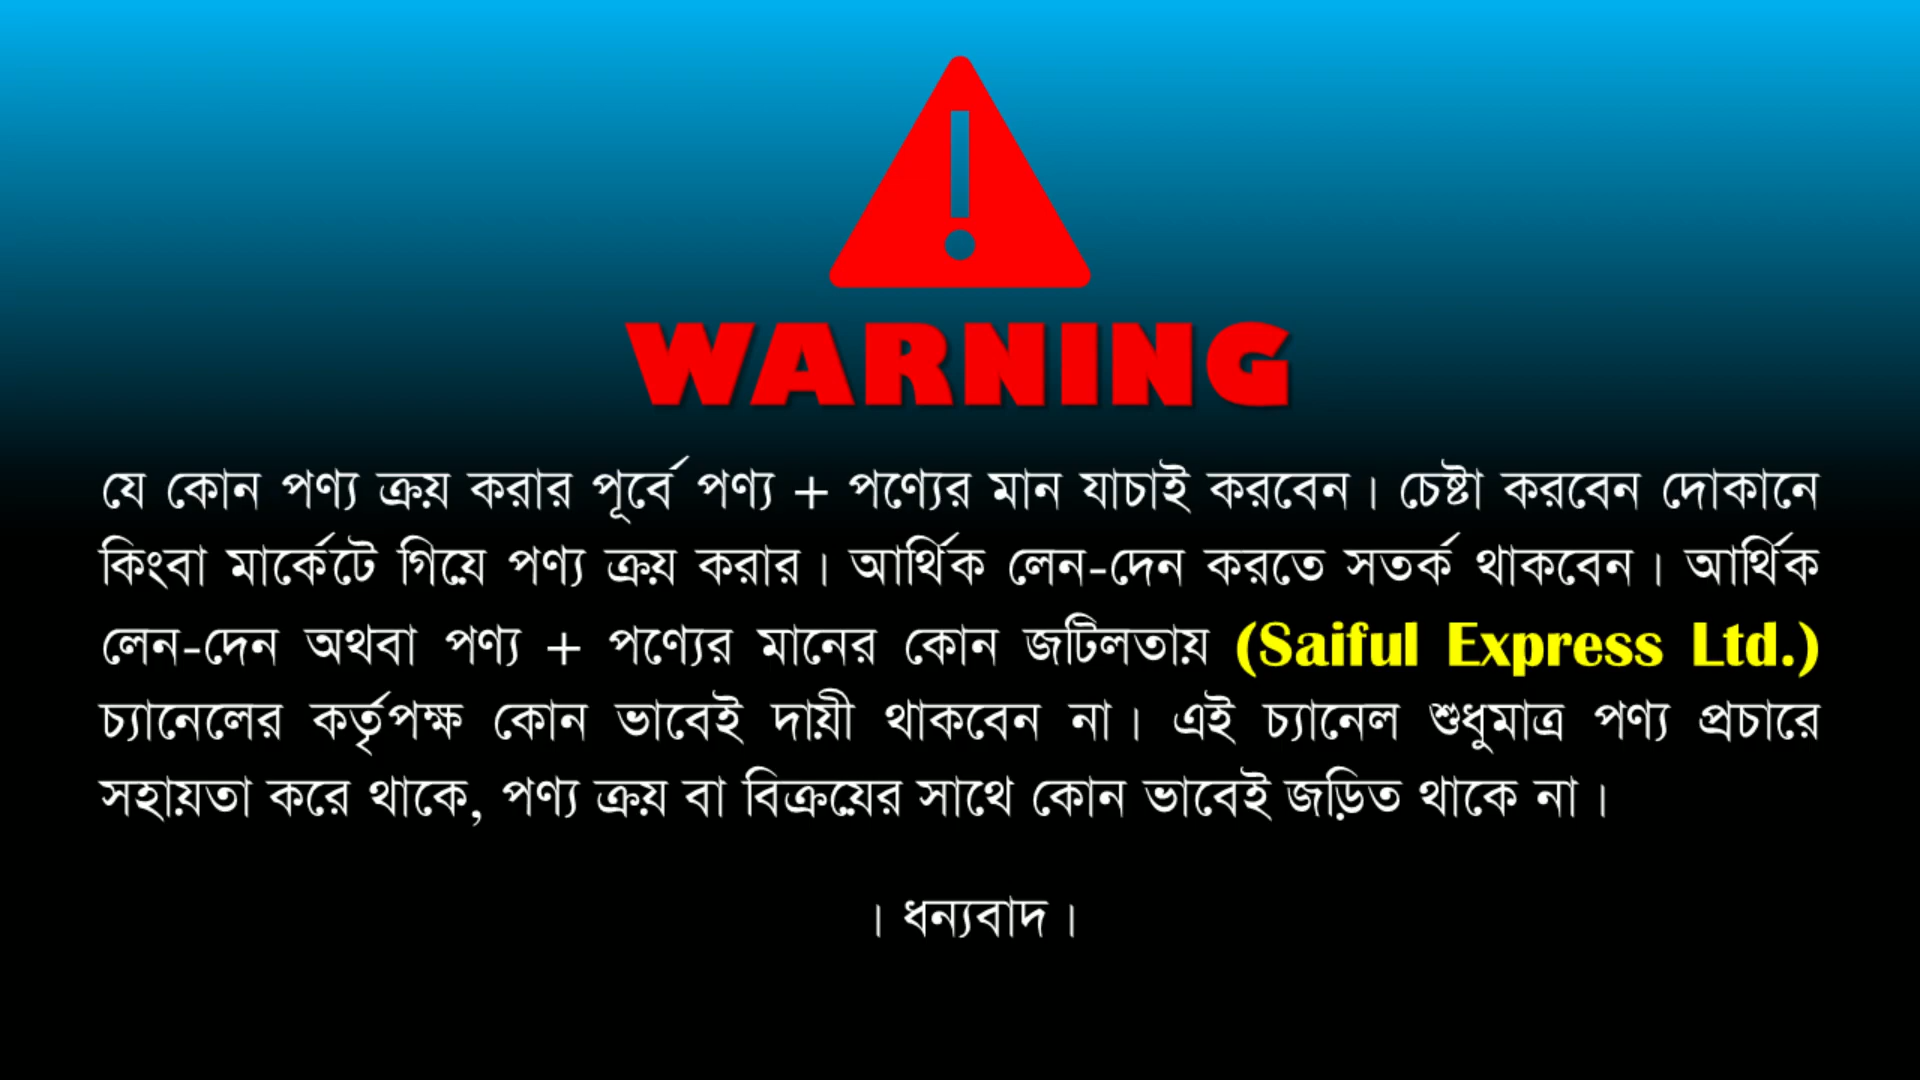 WARNING
যে কোন পণ্য ক্রয় করার পূর্বে পণ্য + পণ্যের মান যাচাই করবেন। চেষ্টা করবেন দোকানে
কিংবা মার্কেটে গিয়ে পণ্য ক্রয় করার। আর্থিক লেন-দেন করতে সতর্ক থাকবেন। আর্থিক
লেন-দেন অথবা পণ্য + পণ্যের মানের কোন জটিলতায় (Saiful Express Ltd.)
চ্যানেলের কর্তৃপক্ষ কোন ভাবেই দায়ী থাকবেন না। এই চ্যানেল শুধুমাত্র পণ্য প্রচারে
সহায়তা করে থাকে, পণ্য ক্রয় বা বিক্রয়ের সাথে কোন ভাবেই জড়িত থাকে না।
। ধন্যবাদ।